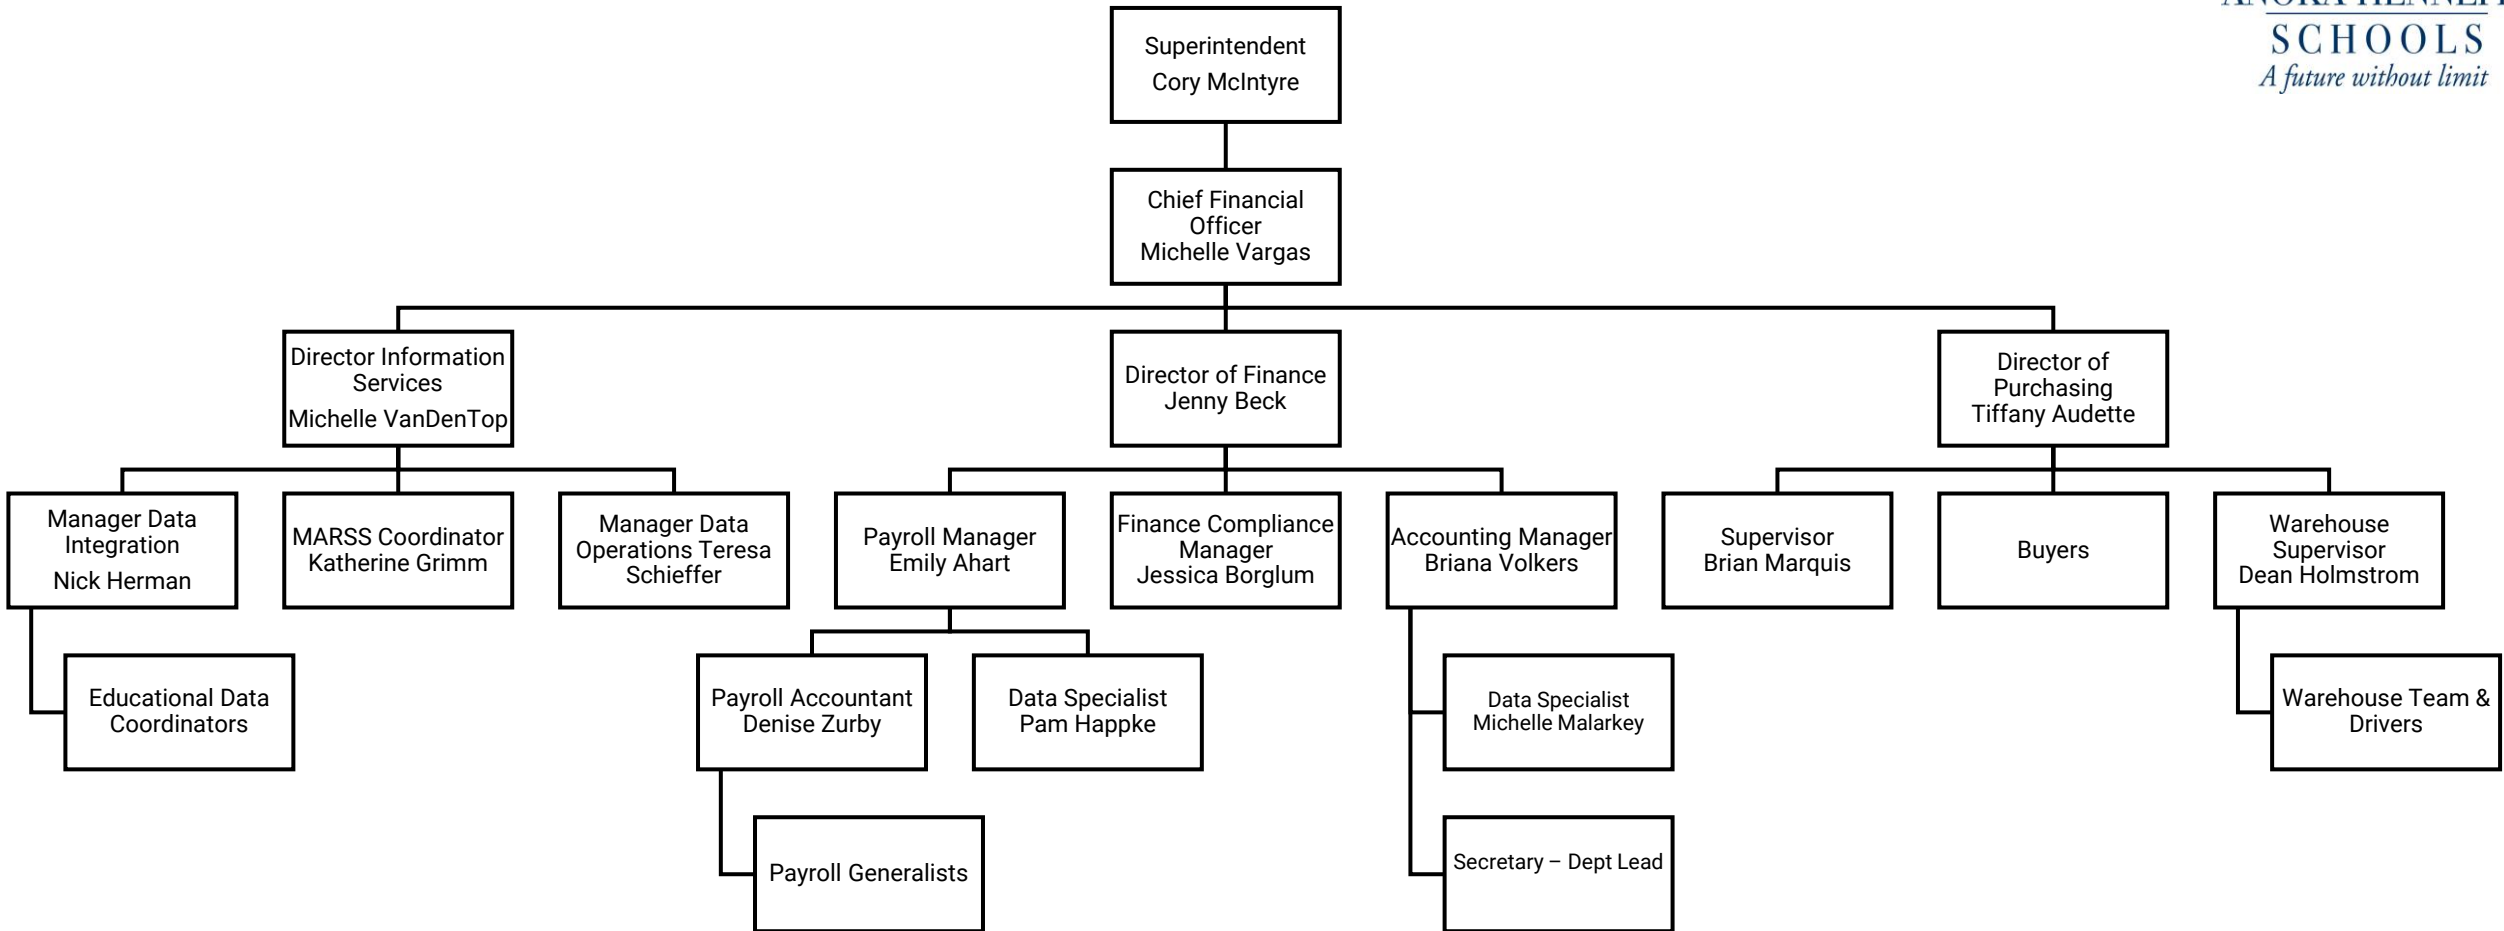 SCHOOLS
A future without limit
Superintendent
Cory McIntyre
Chief Financial
Officer
Michelle Vargas
Director Information
Services
Michelle VanDenTop
Director of Finance
Jenny Beck
Director of
Purchasing
Tiffany Audette
Manager Data
Integration
Nick Herman
MARSS Coordinator
Katherine Grimm
Manager Data
Operations Teresa
Schieffer
Payroll Manager
Emily Ahart
Finance Compliance
Manager
Jessica Borglum
Accounting Manager
Briana Volkers
Supervisor
Brian Marquis
Buyers
Warehouse
Supervisor
Dean Holmstrom
Educational Data
Coordinators
Payroll Accountant
Denise Zurby
Data Specialist
Pam Happke
Data Specialist
Michelle Malarkey
Warehouse Team &
Drivers
Payroll Generalists
Secretary – Dept Lead